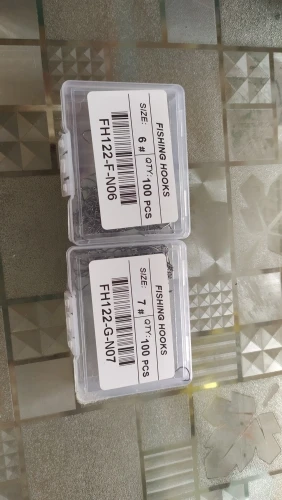 FISHING HOOKS
SIZE: 6 # QTY: 100 PCS
FH122-F-N06
FISHING HOOKS
SIZE: 7 # QTY: 100 PCS
FH122-G-N07